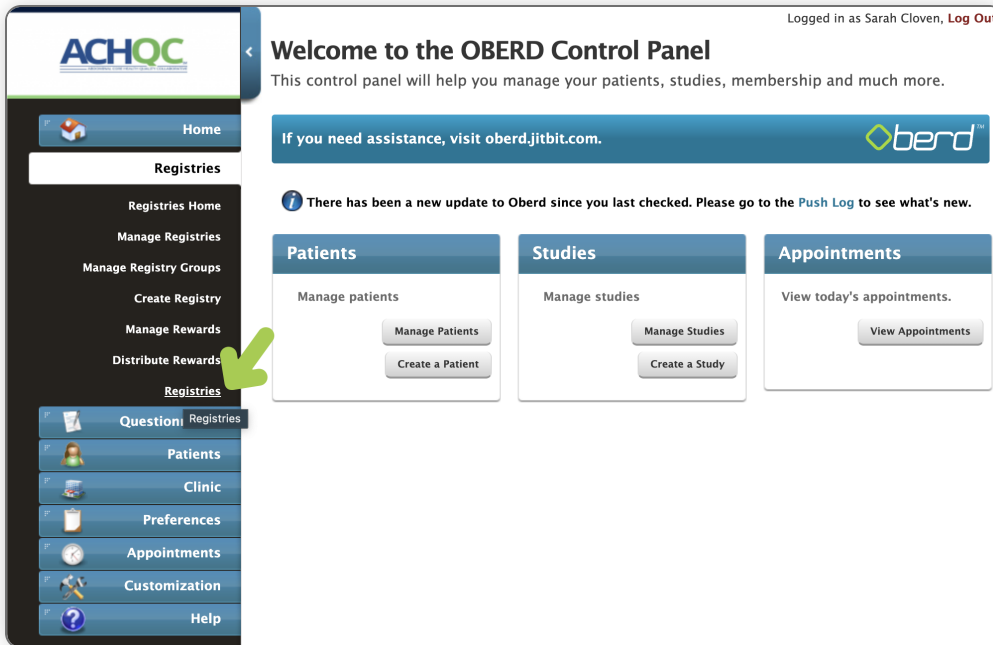 Logged in as Sarah Cloven, Log Out
ACHQC
Welcome to the OBERD Control Panel
This control panel will help you manage your patients, studies, membership and much more.
Home
If you need assistance, visit oberd.jitbit.com.
Oberd™
Registries
Registries Home
There has been a new update to Oberd since you last checked. Please go to the Push Log to see what's new.
Manage Registries
Manage Registry Groups
Create Registry
Manage Rewards
Distribute Rewards
Registries
Registries
Question
Patients
Clinic
Preferences
Appointments
Customization
Help
Patients
Manage patients
Manage Patients
Create a Patient
Studies
Manage studies
Manage Studies
Create a Study
Appointments
View today's appointments.
View Appointments